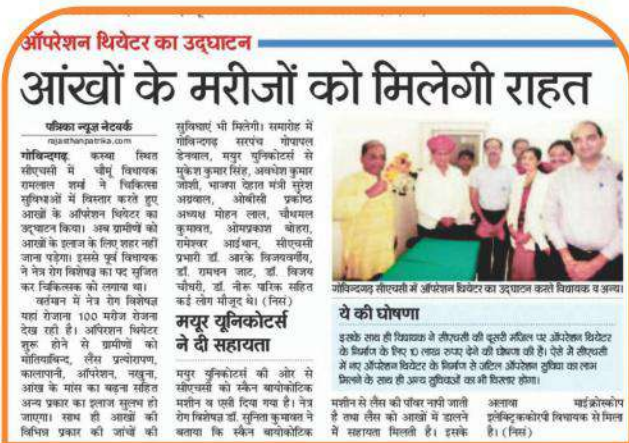 ऑपरेशन थियेटर का उद्घाटन
आंखों के मरीजों को मिलेगी राहत
पत्रिका न्यूज नेटवर्क
rajasthanpatrika.com
गोविन्दगढ़. कस्बा स्थित
सीएचसी में चौमूं विधायक
रामलाल शर्मा ने चिकित्सा
सुविधाओं में विस्तार करते हुए
आंखों के ऑपरेशन थियेटर का
उद्घाटन किया। अब ग्रामीणों को
आंखों के इलाज के लिए शहर नहीं
जाना पड़ेगा। इससे पूर्व विधायक
ने नेत्र रोग विशेषज्ञ का पद सृजित
कर चिकित्सक को लगाया था।
वर्तमान में नेत्र रोग विशेषज्ञ
यहां रोजाना 100 मरीज रोजना
देख रही है। ऑपरेशन थियेटर
शुरू होने से ग्रामीणों को
मोतियाबिन्द, लैंस प्रत्योरापण,
कालापानी, ऑपरेशन, नखुना,
आंख के मांस का बढ़ना सहित
अन्य प्रकार का इलाज सुलभ हो
जाएगा। साथ ही आंखों की
विभिन्न प्रकार की जांचों की
सुविधाएं भी मिलेगी। समारोह में
गोविन्दगढ़ सरपंच गोपापल
डेनवाल, मयुर युनिकोटर्स से
मुकेश कुमार सिंह, अवधेश कुमार
जोशी, भाजपा देहात मंत्री सुरेश
अग्रवाल, ओबीसी प्रकोष्ठ
अध्यक्ष मोहन लाल, चौथमल
कुमावत, ओमप्रकाश बोहरा,
रामेश्वर आईथान, सीएचसी
प्रभारी डॉ. आरके विजयवर्गीय,
डॉ. रामधन जाट, डॉ. विजय
चौधरी, डॉ. नीरू पारिक सहित
कई लोग मौजूद थे। (निसं)
मयूर यूनिकोटर्स
ने दी सहायता
मयूर युनिकोटर्स की ओर से
सीएचसी को स्केन बायोकोटिक
मशीन व एसी दिया गया है। नेत्र
रोग विशेषज्ञ डॉ. सुनिता कुमावत ने
बताया कि स्केन बायोकोटिक
गोविन्दगढ़ सीएचसी में ऑपरेशन थियेटर का उद्घाटन करते विधायक व अन्य।
ये की घोषणा
इसके साथ ही विधायक ने सीएचसी की दूसरी मंजिल पर ऑपरेशन थियेटर
के निर्माण के लिए 10 लाख रुपए देने की घोषणा की है। ऐसे में सीएचसी
में नए ऑपरेशन थियेटर के निर्माण से जटिल ऑपरेशन सुविधा का लाभ
मिलने के साथ ही अन्य सुविधाओं का भी विस्तार होगा।
मशीन से लैंस की पॉवर नापी जाती
है तथा लैंस को आंखों में डालने
में सहायता मिलती है। इसके
अलावा माईक्रोस्कोप
इलेक्ट्रिककोरपी विधायक से मिला
है। (निसं)